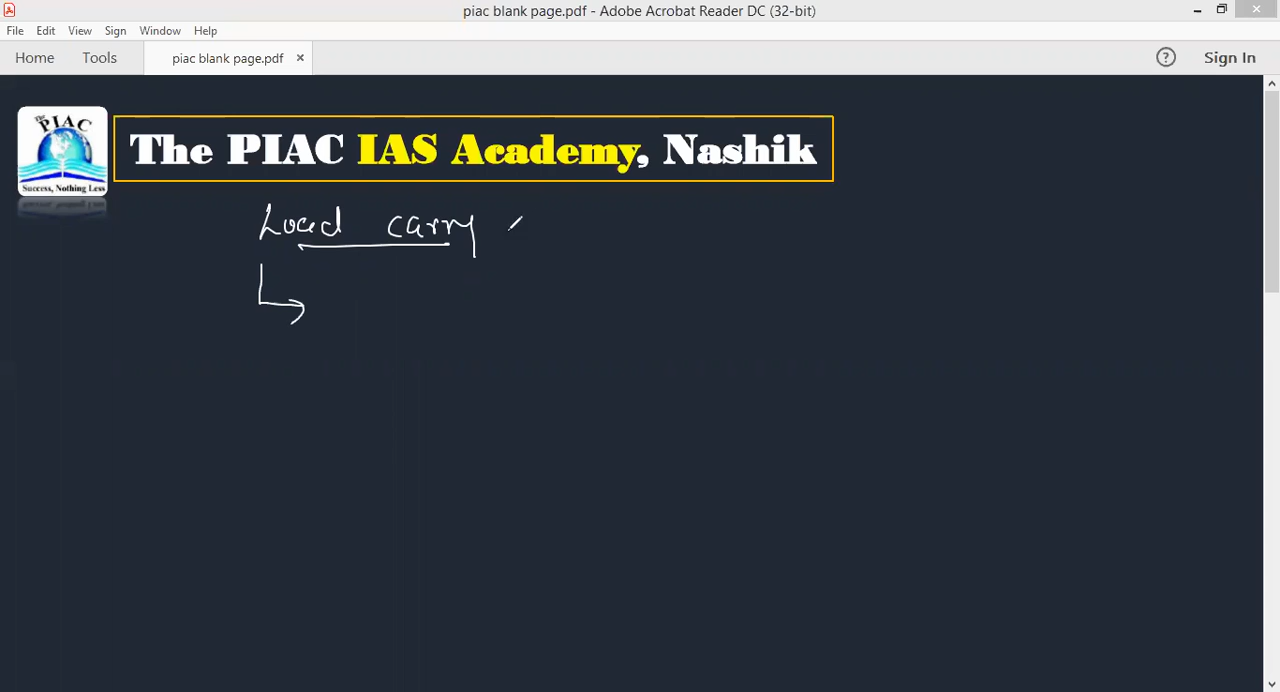 piac blank page.pdf - Adobe Acrobat Reader DC (32-bit)
File Edit View Sign Window Help
Home Tools piac blank page.pdf × ? Sign In
The PIAC
Success, Nothing Less
The PIAC IAS Academy, Nashik
Load carry